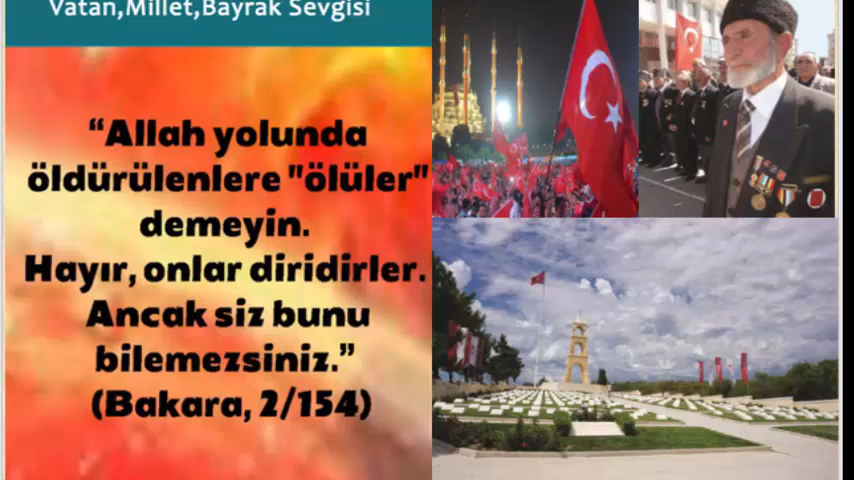 Vatan,Millet,Bayrak Sevgisi
“Allah yolunda
öldürülenlere "ölüler"
demeyin.
Hayır, onlar diridirler.
Ancak siz bunu
bilemezsiniz.”
(Bakara, 2/154)